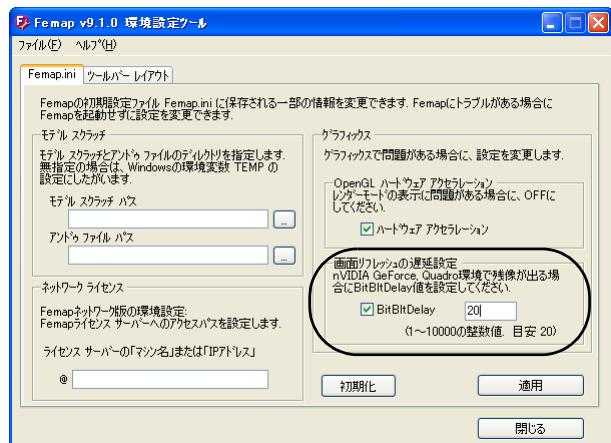 Femap v9.1.0 環境設定ツール
ファイル(F) ヘルプ(H)
Femap.ini ツールバー レイアウト
Femapの初期設定ファイル Femap.ini に保存される一部の情報を変更できます. Femapにトラブルがある場合に
Femapを起動せずに設定を変更できます.
モデル スクラッチ
モデル スクラッチとアンドゥ ファイルのディレクトリを指定します.
無指定の場合は、Windowsの環境変数 TEMP の
設定にしたがいます.
モデル スクラッチ パス
...
アンドゥ ファイル パス
...
ネットワーク ライセンス
Femapネットワーク版の環境設定:
Femapライセンス サーバーへのアクセスパスを設定します.
ライセンス サーバーの「マシン名」または「IPアドレス」
@
グラフィックス
グラフィックスで問題がある場合に、設定を変更します.
OpenGL ハードウェア アクセラレーション
レンダーモードの表示に問題がある場合に、OFFに
してください.
ハードウェア アクセラレーション
画面リフレッシュの遅延設定
nVIDIA GeForce, Quadro環境で残像が出る場
合にBitBltDelay値を設定してください.
BitBltDelay 20
(1～10000の整数値. 目安 20)
初期化 適用
閉じる